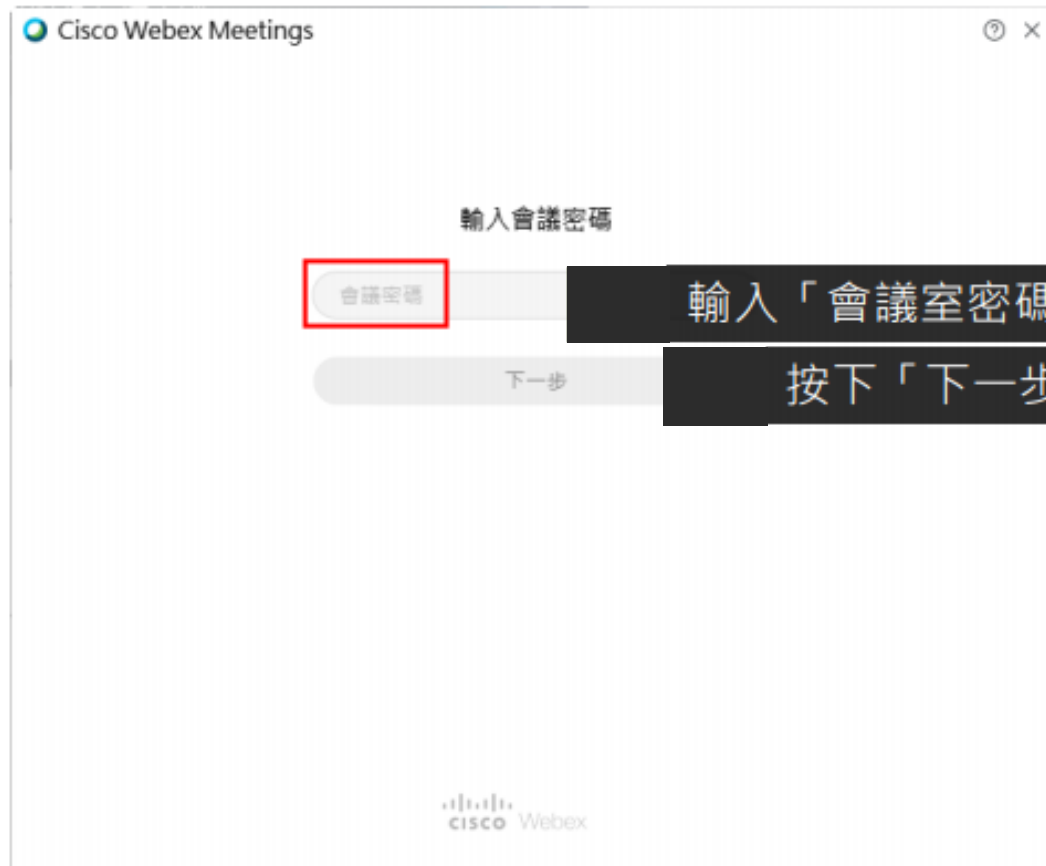 Cisco Webex Meetings
輸入會議密碼
會議密碼
輸入「會議室密碼
下一步
按下「下一步
CISCO Webex